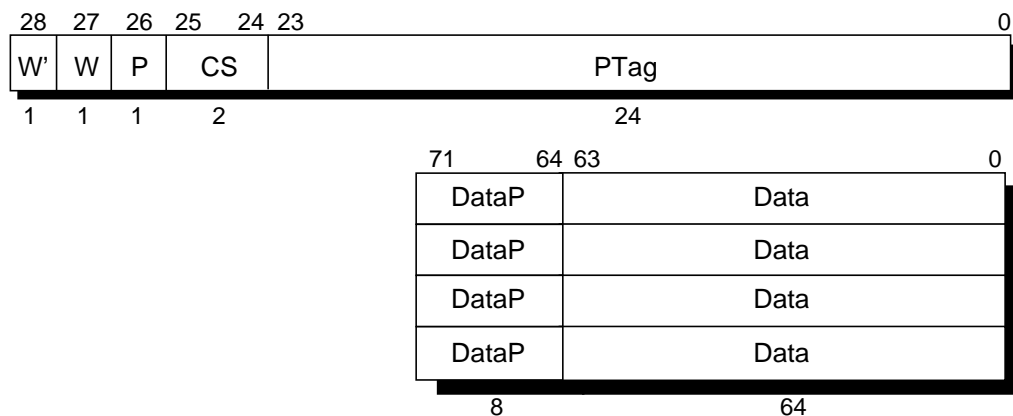 28 27 26 25 24 23 0
W’ W P CS PTag
1 1 1 2 24
71 64 63 0
DataP Data
DataP Data
DataP Data
DataP Data
8 64